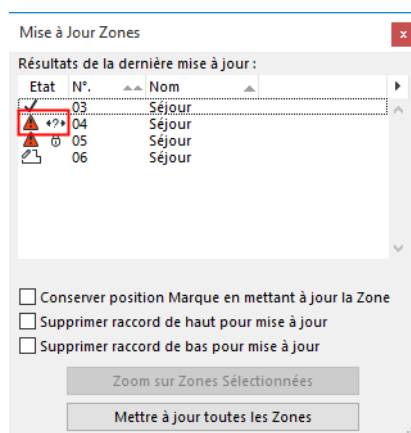 Mise à Jour Zones x
Résultats de la dernière mise à jour :
Etat N°. Nom
03 Séjour
<?> 04 Séjour
05 Séjour
06 Séjour
Conserver position Marque en mettant à jour la Zone
Supprimer raccord de haut pour mise à jour
Supprimer raccord de bas pour mise à jour
Zoom sur Zones Sélectionnées
Mettre à jour toutes les Zones